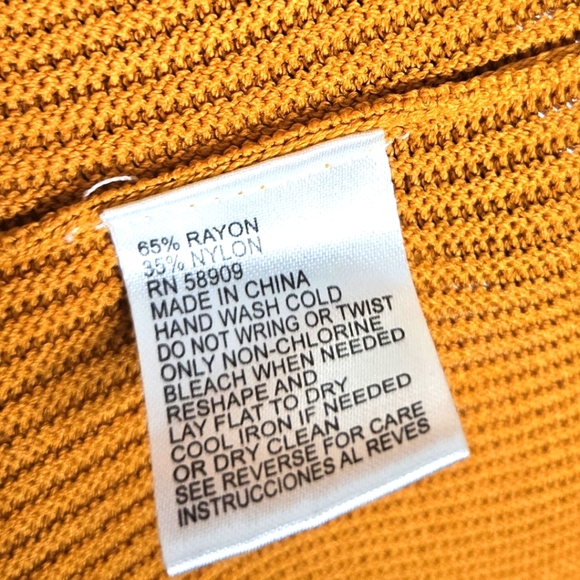 65% RAYON
35% NYLON
RN 58909
MADE IN CHINA
HAND WASH COLD
DO NOT WRING OR TWIST
ONLY NON-CHLORINE
BLEACH WHEN NEEDED
RESHAPE AND
LAY FLAT TO DRY
COOL IRON IF NEEDED
OR DRY CLEAN
SEE REVERSE FOR CARE
INSTRUCCIONES AL REVES